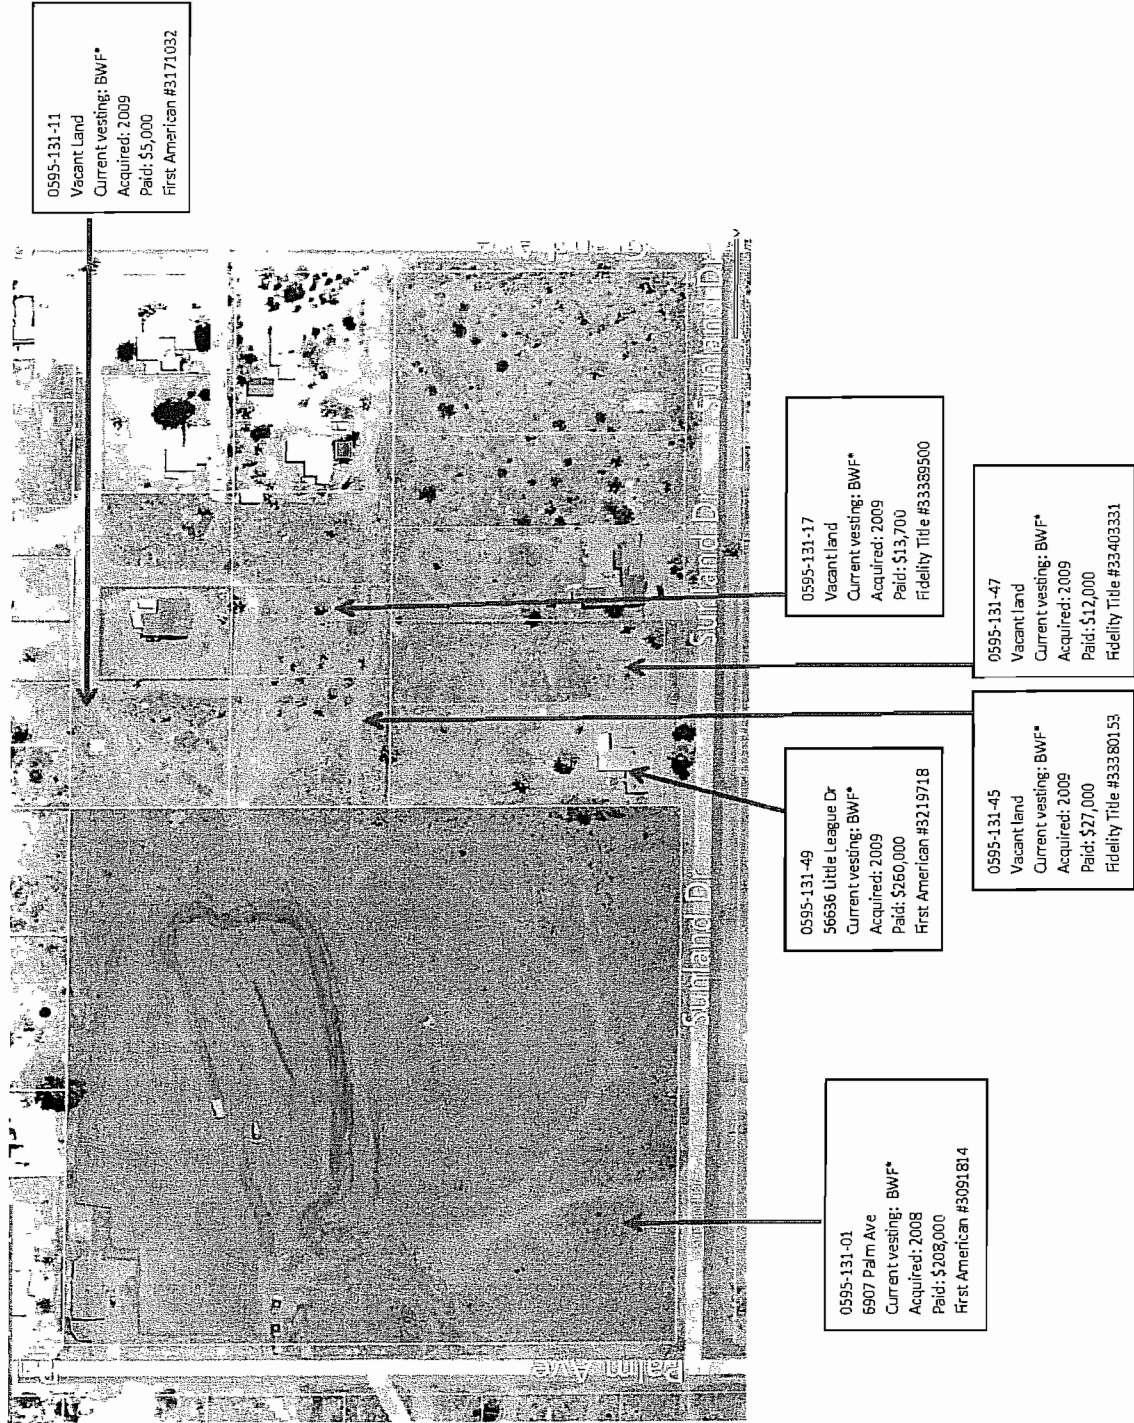 0595-131-11
Vacant Land
Current vesting: BWF*
Acquired: 2009
Paid: $5,000
First American #3171032
Sunland Dr
Sunland Dr
Sunland Dr
Palm Ave
0595-131-17
Vacant land
Current vesting: BWF*
Acquired: 2009
Paid: $13,700
Fidelity Title #33389500
0595-131-47
Vacant land
Current vesting: BWF*
Acquired: 2009
Paid: $12,000
Fidelity Title #33403331
0595-131-49
56636 Little League Dr
Current vesting: BWF*
Acquired: 2009
Paid: $260,000
First American #3219718
0595-131-45
Vacant land
Current vesting: BWF*
Acquired: 2009
Paid: $27,000
Fidelity Title #33380153
0595-131-01
6907 Palm Ave
Current vesting: BWF*
Acquired: 2008
Paid: $208,000
First American #3091814